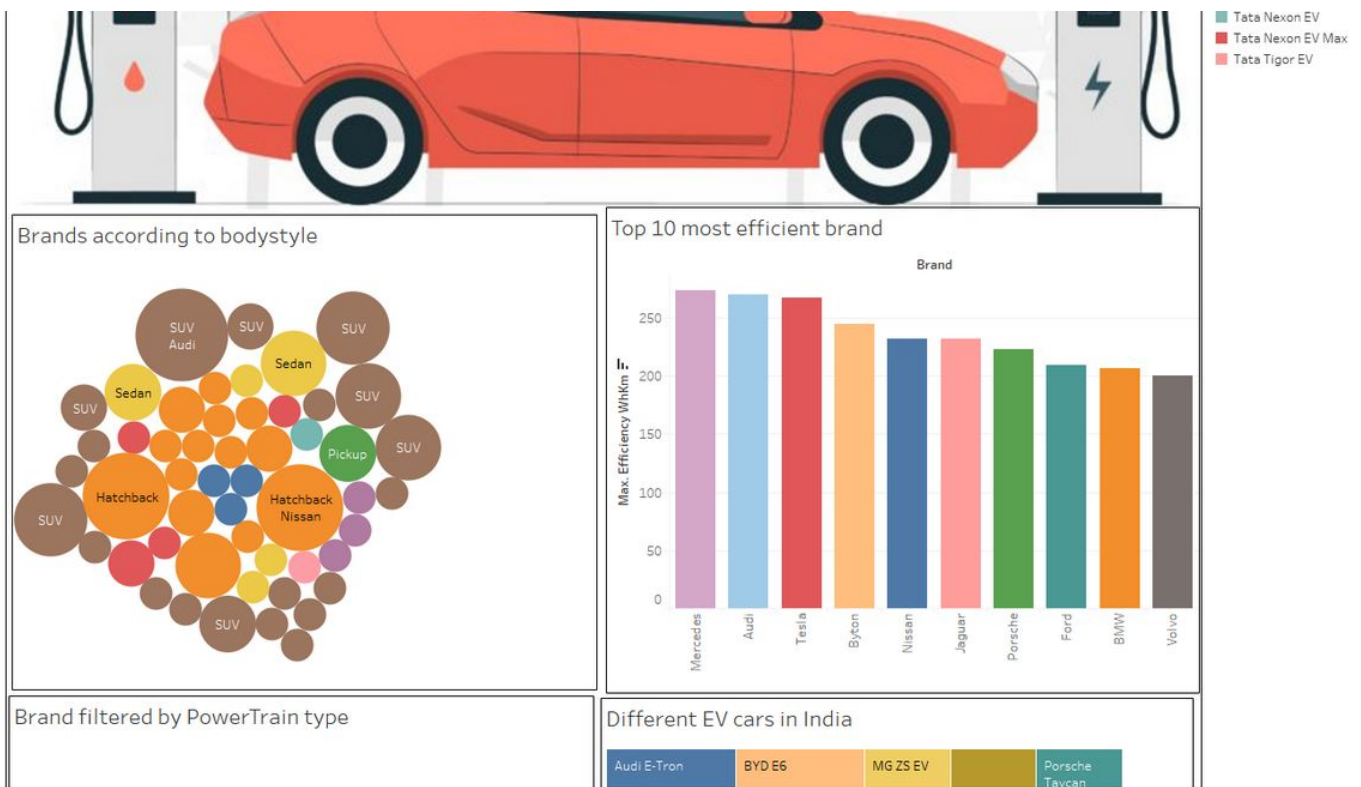 Tata Nexon EV
Tata Nexon EV Max
Tata Tigor EV
Brands according to bodystyle
SUV
Audi
SUV
SUV
Sedan
Sedan
SUV
SUV
SUV
Pickup
Hatchback
Hatchback
Nissan
SUV
SUV
Top 10 most efficient brand
Brand
Max. Efficiency WhKm
250
200
150
100
50
0
Mercedes
Audi
Tesla
Byton
Nissan
Jaguar
Porsche
Ford
BMW
Volvo
Brand filtered by PowerTrain type
Different EV cars in India
Audi E-Tron
BYD E6
MG ZS EV
Porsche
Taycan